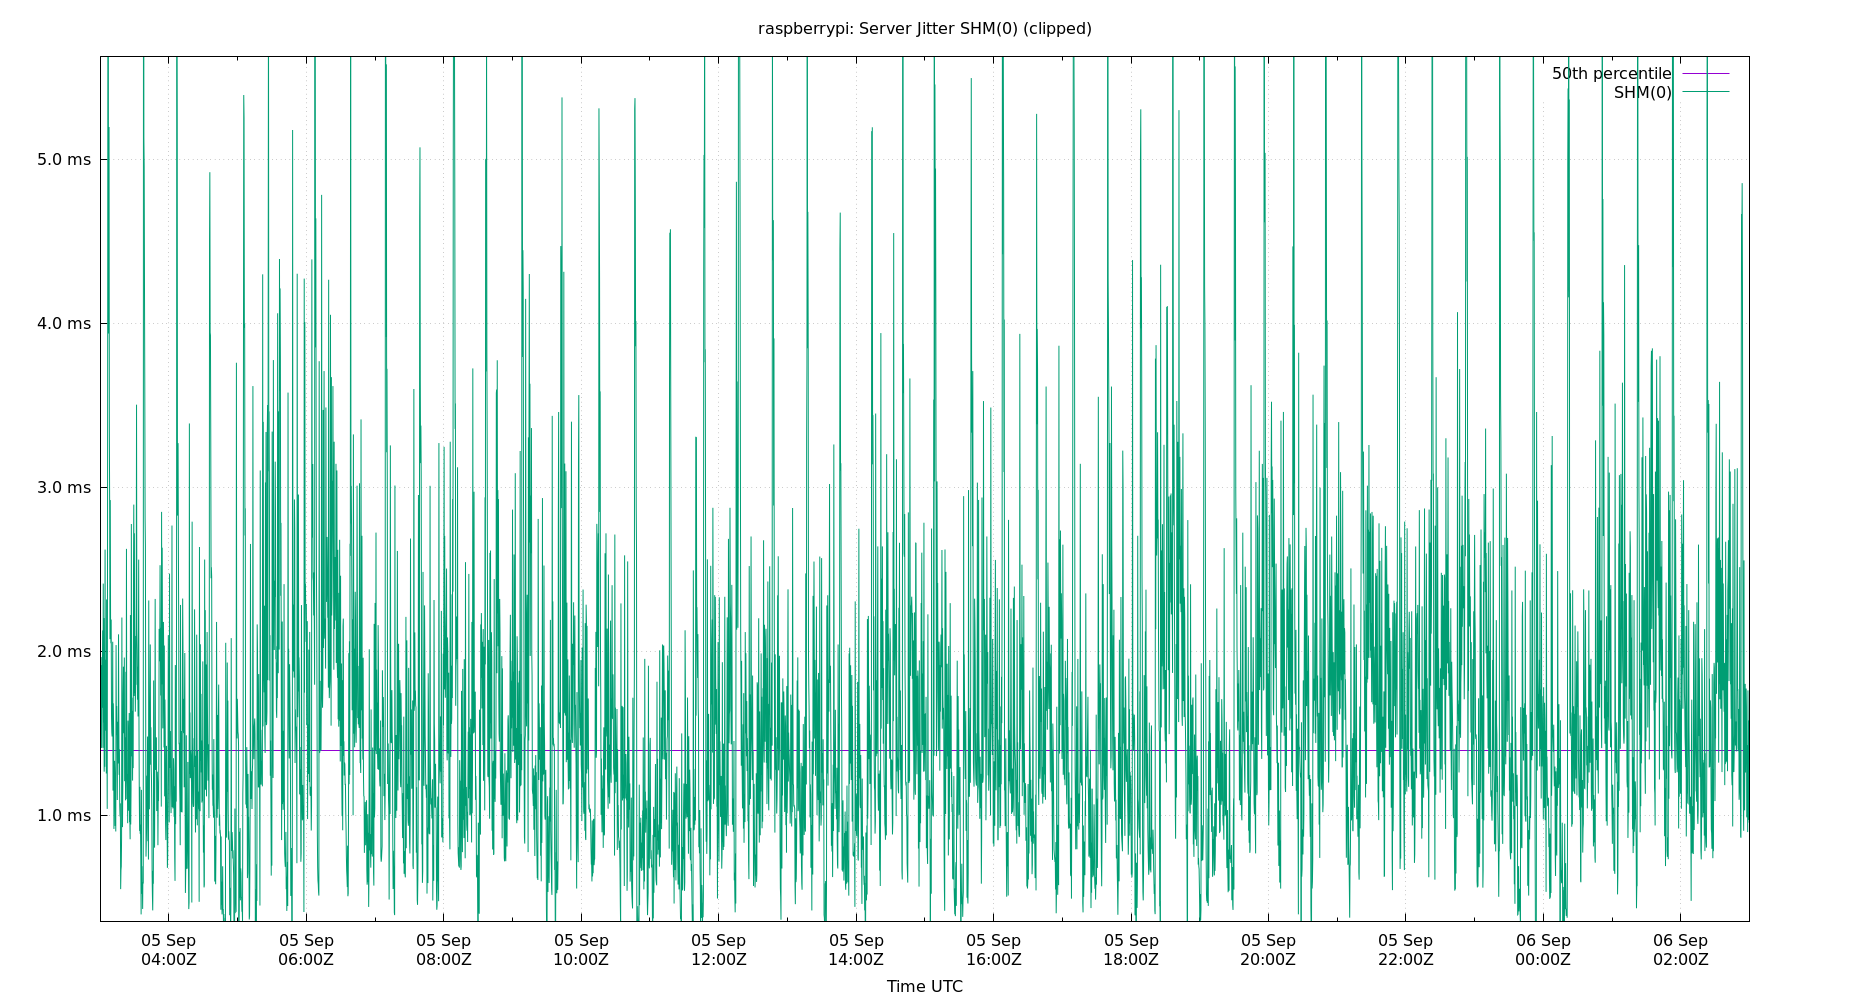 raspberrypi: Server Jitter SHM(0) (clipped)
50th percentile
SHM(0)
5.0 ms
4.0 ms
3.0 ms
2.0 ms
1.0 ms
05 Sep 05 Sep 05 Sep 05 Sep 05 Sep 05 Sep 05 Sep 05 Sep 05 Sep 05 Sep 06 Sep 06 Sep
04:00Z 06:00Z 08:00Z 10:00Z 12:00Z 14:00Z 16:00Z 18:00Z 20:00Z 22:00Z 00:00Z 02:00Z
Time UTC